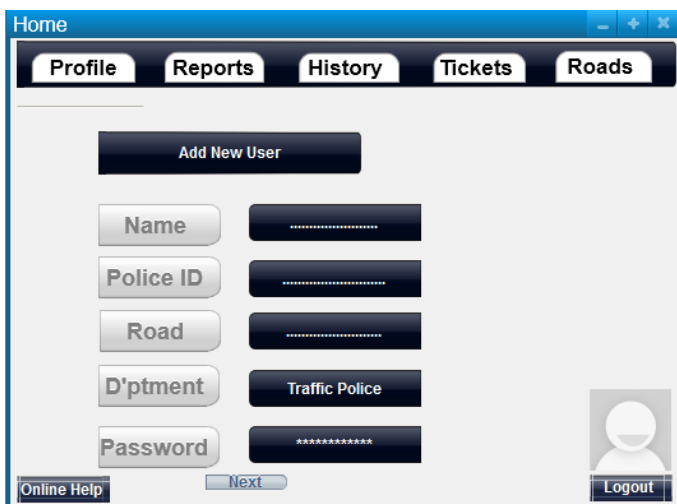 Home
Profile Reports History Tickets Roads
Add New User
Name ........................
Police ID ............................
Road .........................
D'ptment Traffic Police
Password ************
Online Help Next Logout